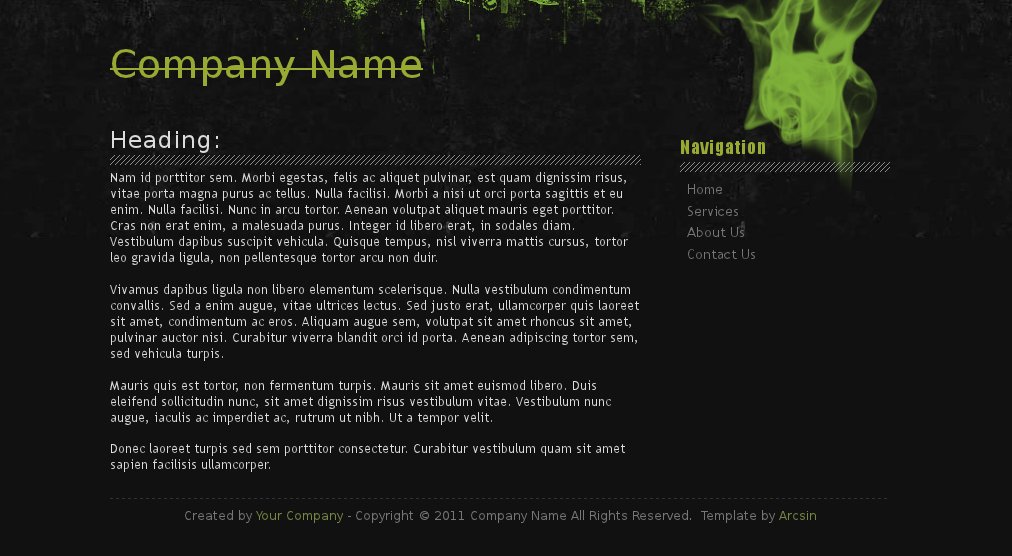 Company Name
Heading:
Nam id porttitor sem. Morbi egestas, felis ac aliquet pulvinar, est quam dignissim risus,
vitae porta magna purus ac tellus. Nulla facilisi. Morbi a nisi ut orci porta sagittis et eu
enim. Nulla facilisi. Nunc in arcu tortor. Aenean volutpat aliquet mauris eget porttitor.
Cras non erat enim, a malesuada purus. Integer id libero erat, in sodales diam.
Vestibulum dapibus suscipit vehicula. Quisque tempus, nisl viverra mattis cursus, tortor
leo gravida ligula, non pellentesque tortor arcu non duir.
Vivamus dapibus ligula non libero elementum scelerisque. Nulla vestibulum condimentum
convallis. Sed a enim augue, vitae ultrices lectus. Sed justo erat, ullamcorper quis laoreet
sit amet, condimentum ac eros. Aliquam augue sem, volutpat sit amet rhoncus sit amet,
pulvinar auctor nisi. Curabitur viverra blandit orci id porta. Aenean adipiscing tortor sem,
sed vehicula turpis.
Mauris quis est tortor, non fermentum turpis. Mauris sit amet euismod libero. Duis
eleifend sollicitudin nunc, sit amet dignissim risus vestibulum vitae. Vestibulum nunc
augue, iaculis ac imperdiet ac, rutrum ut nibh. Ut a tempor velit.
Donec laoreet turpis sed sem porttitor consectetur. Curabitur vestibulum quam sit amet
sapien facilisis ullamcorper.
Navigation
Home
Services
About Us
Contact Us
Created by Your Company - Copyright © 2011 Company Name All Rights Reserved. Template by Arcsin